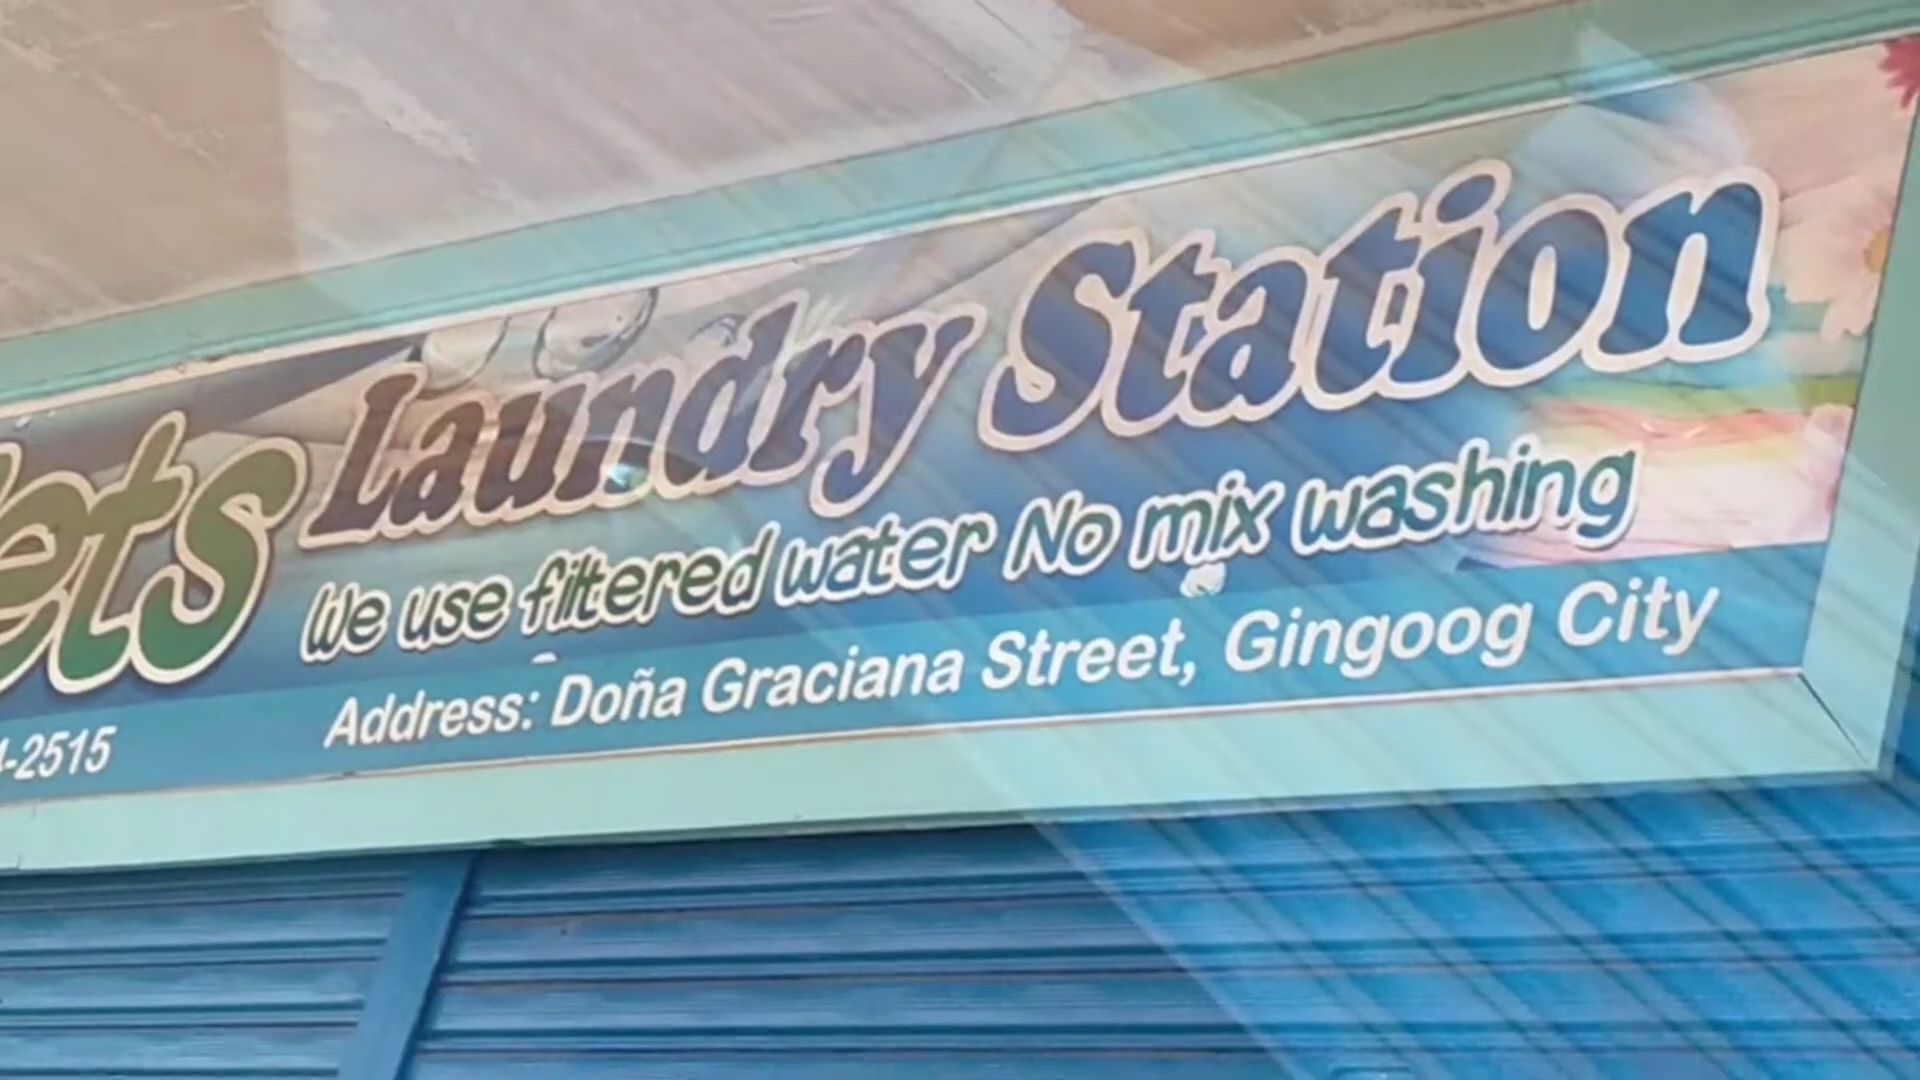 ets Laundry Station
We use filtered water No mix washing
Address: Doña Graciana Street, Gingoog City
-2515